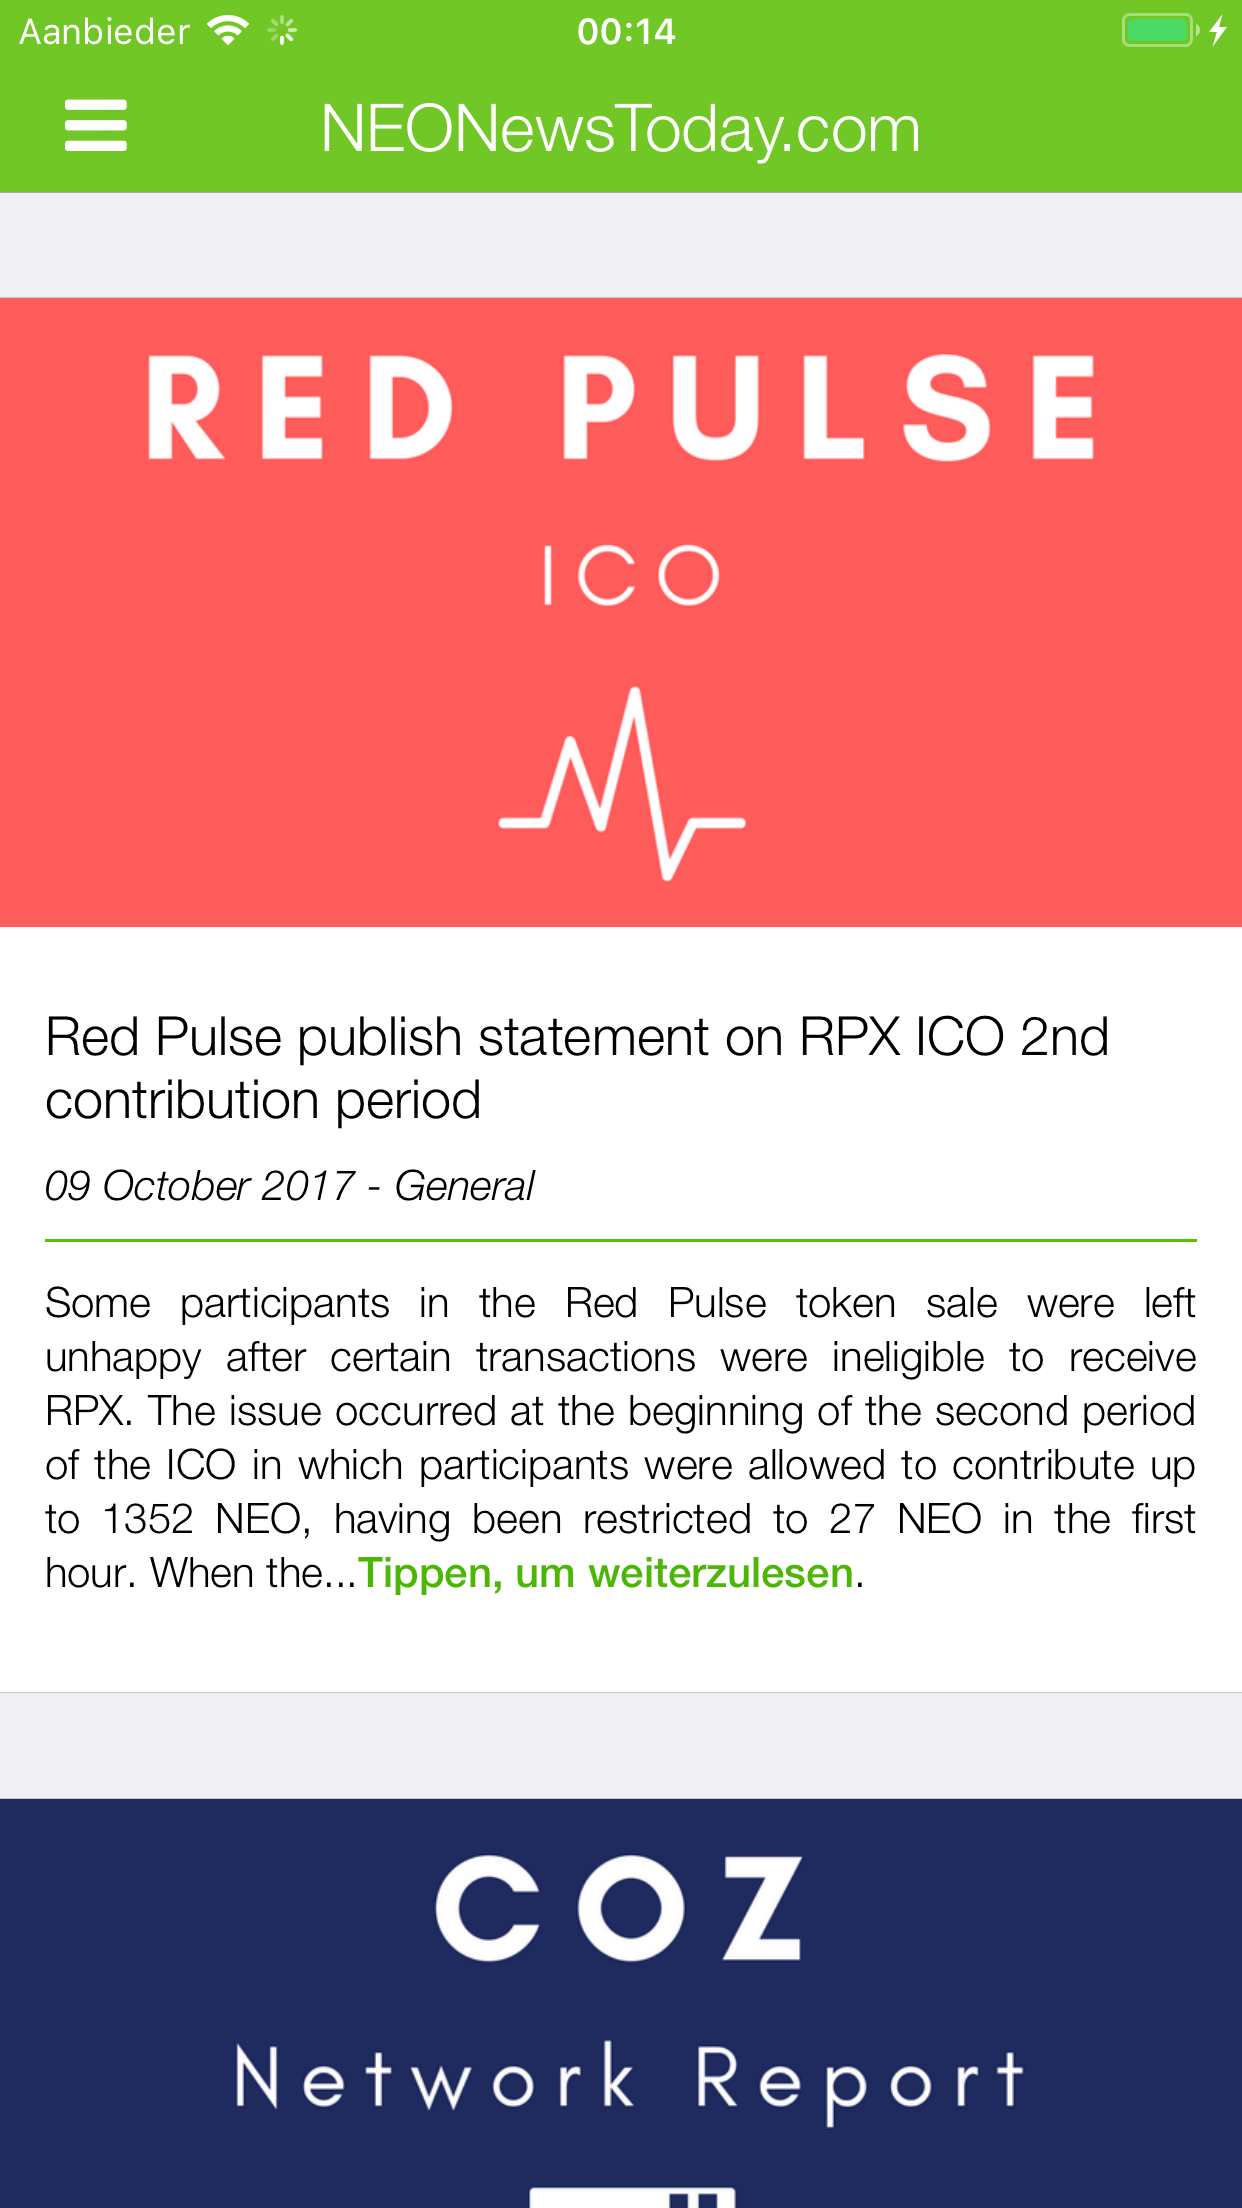 Aanbieder 00:14
NEONewsToday.com
RED PULSE
ICO
Red Pulse publish statement on RPX ICO 2nd
contribution period
09 October 2017 - General
Some participants in the Red Pulse token sale were left
unhappy after certain transactions were ineligible to receive
RPX. The issue occurred at the beginning of the second period
of the ICO in which participants were allowed to contribute up
to 1352 NEO, having been restricted to 27 NEO in the first
hour. When the...Tippen, um weiterzulesen.
COZ
Network Report